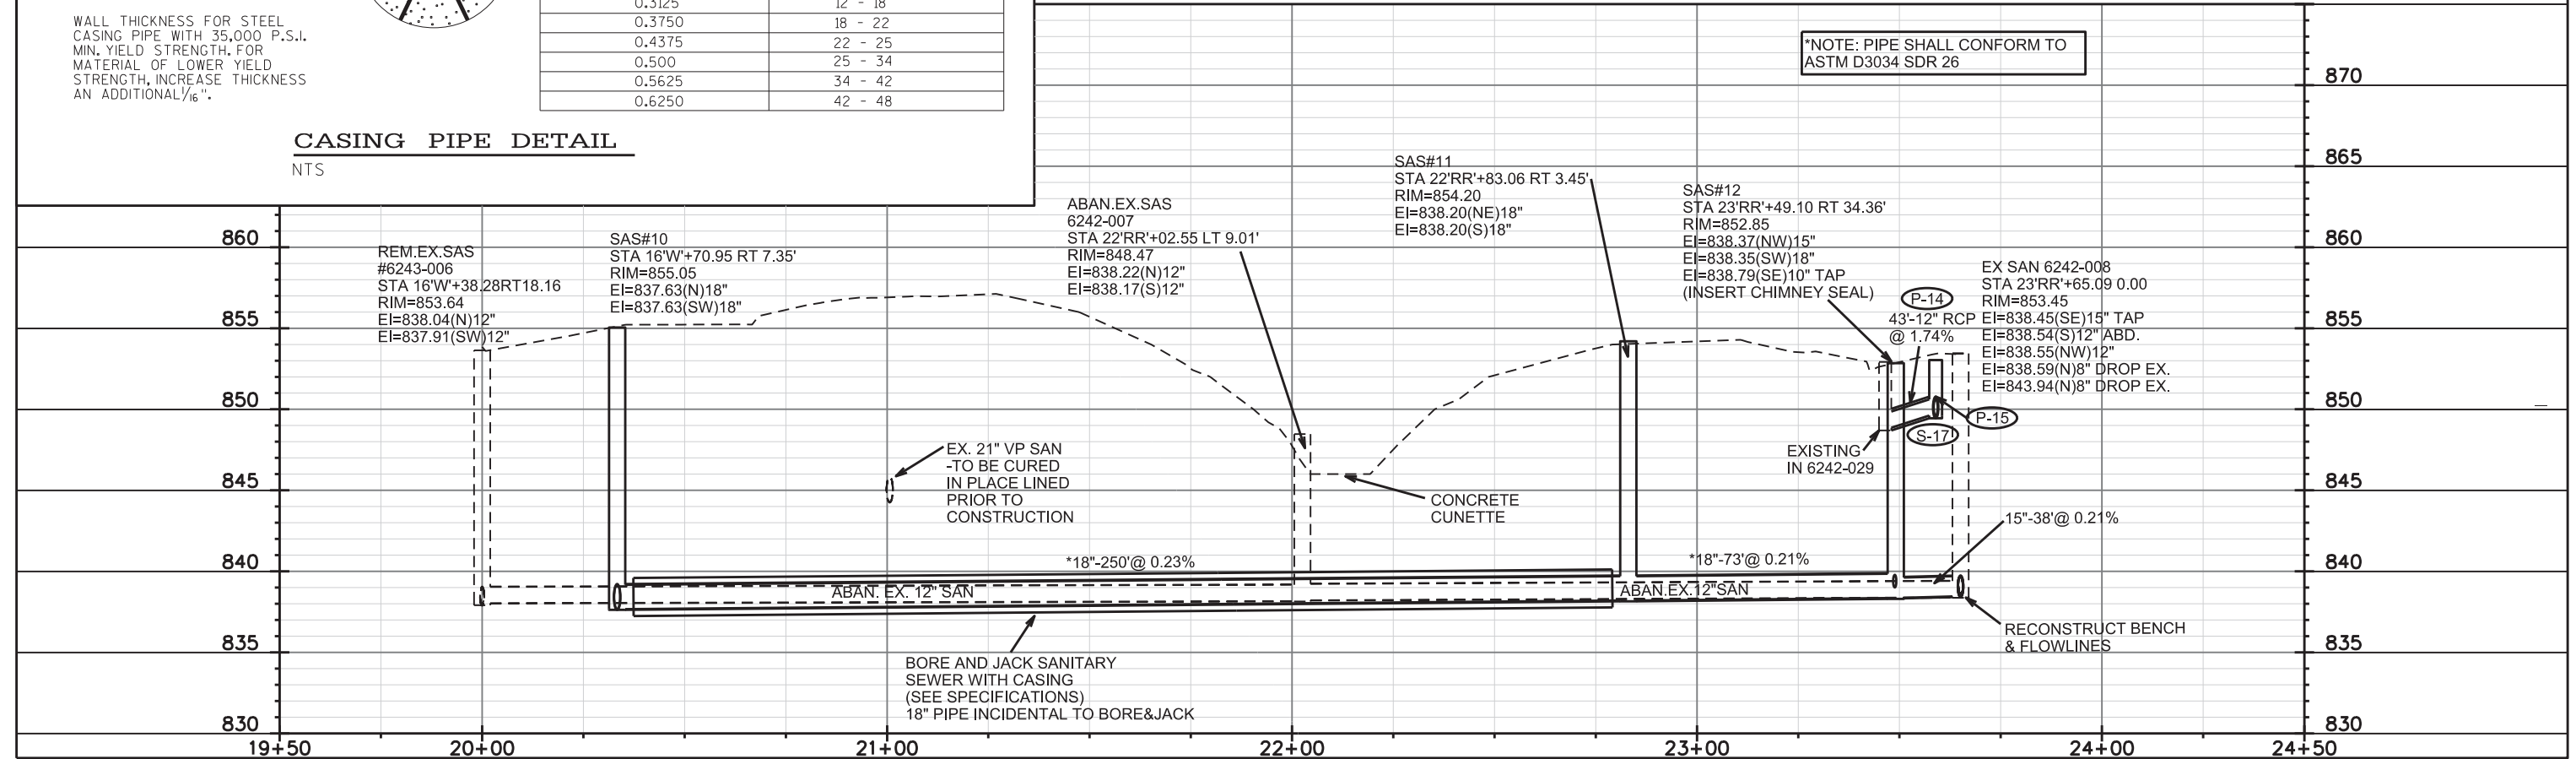 WALL THICKNESS FOR STEEL
CASING PIPE WITH 35,000 P.S.I.
MIN. YIELD STRENGTH. FOR
MATERIAL OF LOWER YIELD
STRENGTH, INCREASE THICKNESS
AN ADDITIONAL 1/16".
0.3125 12 - 18
0.3750 18 - 22
0.4375 22 - 25
0.500 25 - 34
0.5625 34 - 42
0.6250 42 - 48
CASING PIPE DETAIL
NTS
*NOTE: PIPE SHALL CONFORM TO
ASTM D3034 SDR 26
REM.EX.SAS
#6243-006
STA 16'W'+38.28RT18.16
RIM=853.64
EI=838.04(N)12"
EI=837.91(SW)12"
SAS#10
STA 16'W'+70.95 RT 7.35'
RIM=855.05
EI=837.63(N)18"
EI=837.63(SW)18"
ABAN.EX.SAS
6242-007
STA 22'RR'+02.55 LT 9.01'
RIM=848.47
EI=838.22(N)12"
EI=838.17(S)12"
SAS#11
STA 22'RR'+83.06 RT 3.45'
RIM=854.20
EI=838.20(NE)18"
EI=838.20(S)18"
SAS#12
STA 23'RR'+49.10 RT 34.36'
RIM=852.85
EI=838.37(NW)15"
EI=838.35(SW)18"
EI=838.79(SE)10" TAP
(INSERT CHIMNEY SEAL)
P-14
43'-12" RCP
@ 1.74%
EX SAN 6242-008
STA 23'RR'+65.09 0.00
RIM=853.45
EI=838.45(SE)15" TAP
EI=838.54(S)12" ABD.
EI=838.55(NW)12"
EI=838.59(N)8" DROP EX.
EI=843.94(N)8" DROP EX.
P-15
S-17
EXISTING
IN 6242-029
EX. 21" VP SAN
-TO BE CURED
IN PLACE LINED
PRIOR TO
CONSTRUCTION
CONCRETE
CUNETTE
15"-38'@ 0.21%
*18"-250'@ 0.23%
*18"-73'@ 0.21%
ABAN. EX. 12" SAN
ABAN.EX.12"SAN
RECONSTRUCT BENCH
& FLOWLINES
BORE AND JACK SANITARY
SEWER WITH CASING
(SEE SPECIFICATIONS)
18" PIPE INCIDENTAL TO BORE&JACK
860
855
850
845
840
835
830
870
865
860
855
850
845
840
835
830
19+50 20+00 21+00 22+00 23+00 24+00 24+50